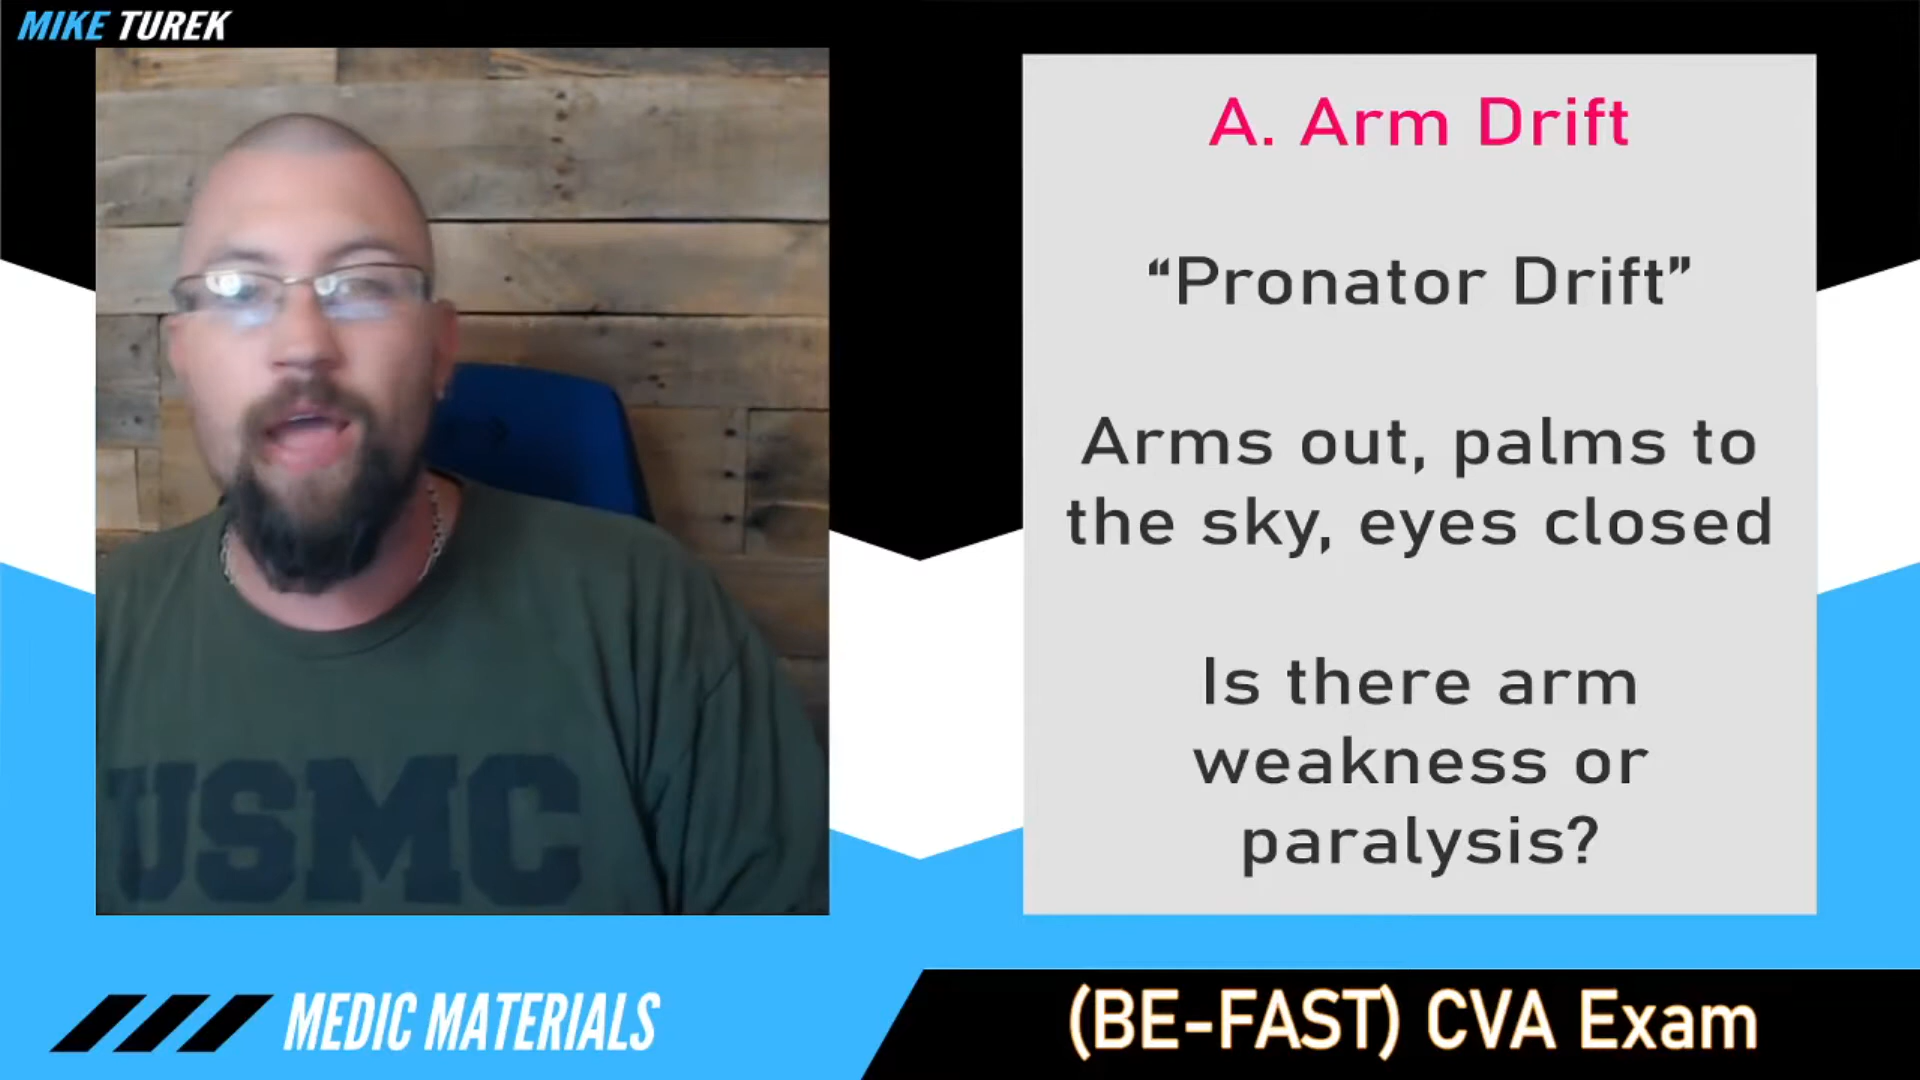 MIKE TUREK
A. Arm Drift
“Pronator Drift”
Arms out, palms to
the sky, eyes closed
Is there arm
weakness or
paralysis?
USMC
MEDIC MATERIALS
(BE-FAST) CVA Exam